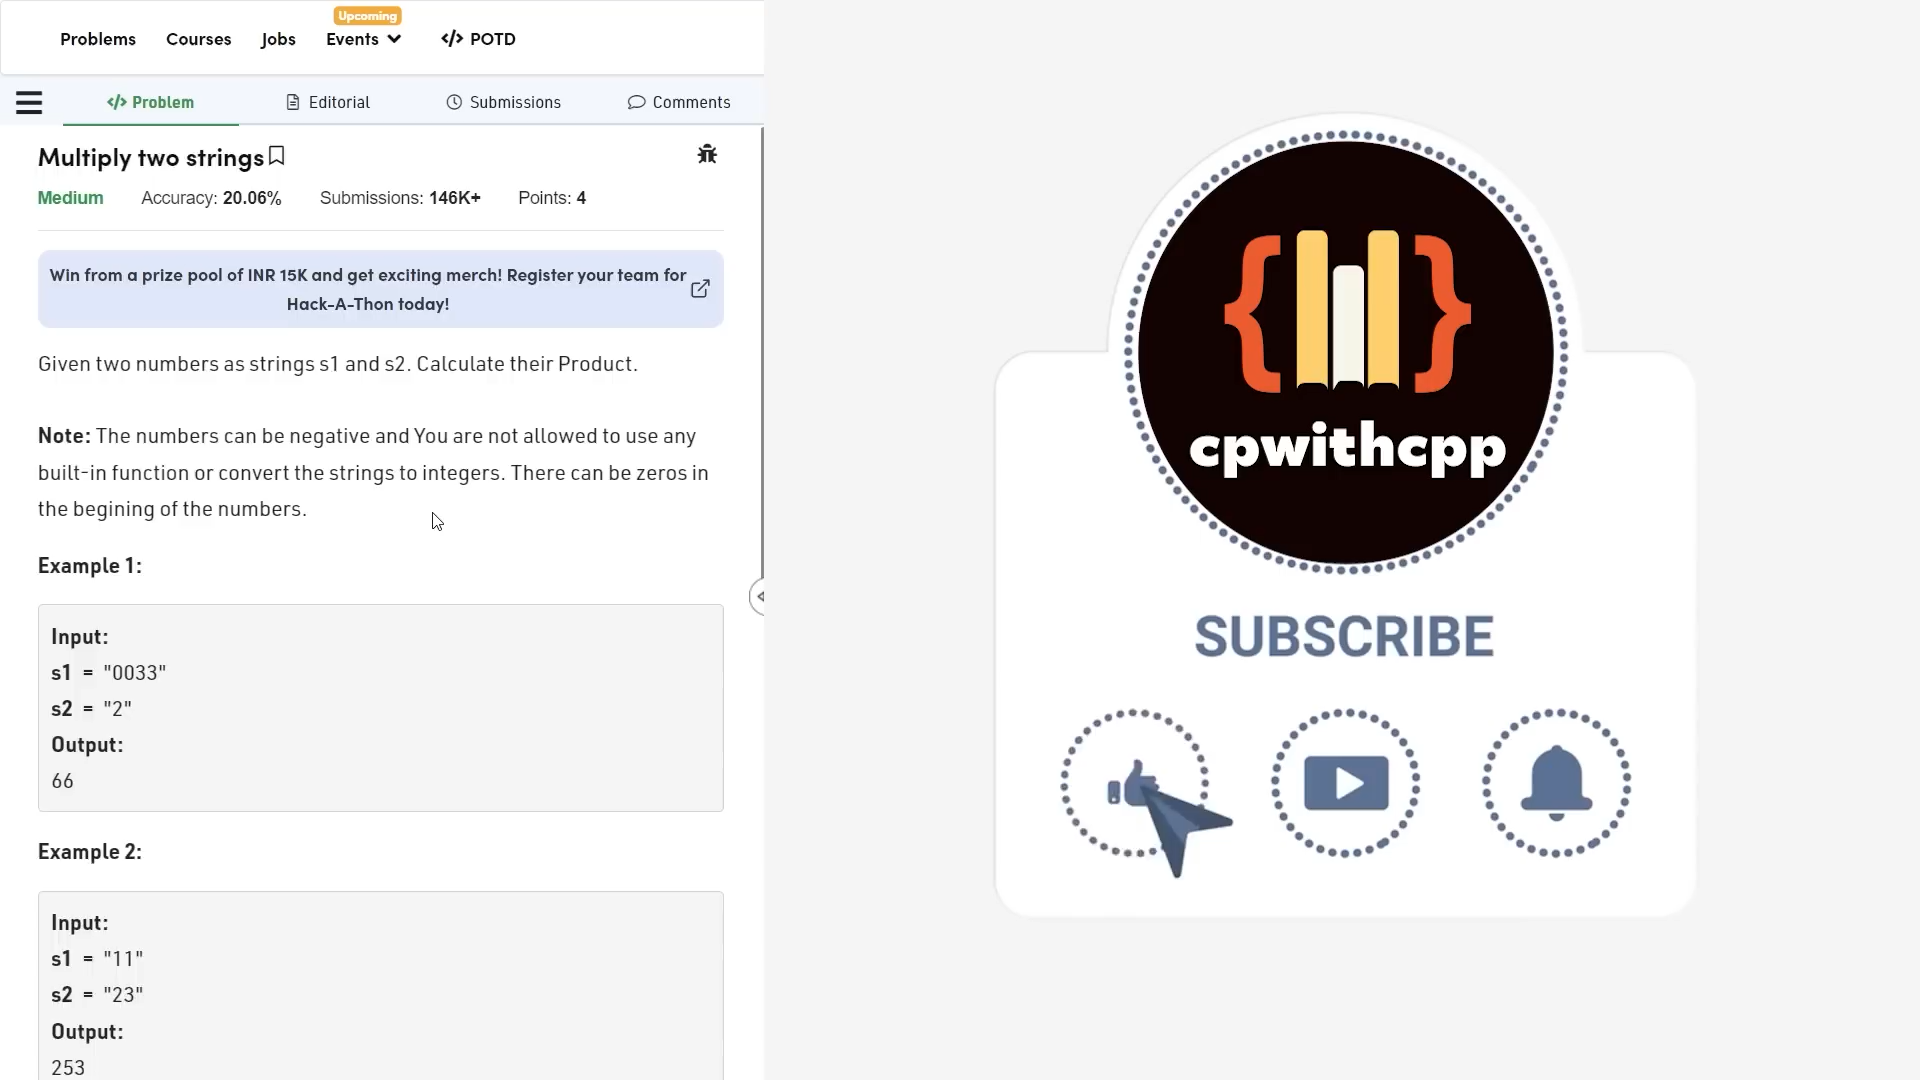 Upcoming
Problems Courses Jobs Events POTD
Problem Editorial Submissions Comments
Multiply two strings
Medium Accuracy: 20.06% Submissions: 146K+ Points: 4
Win from a prize pool of INR 15K and get exciting merch! Register your team for
Hack-A-Thon today!
Given two numbers as strings s1 and s2. Calculate their Product.
Note: The numbers can be negative and You are not allowed to use any
built-in function or convert the strings to integers. There can be zeros in
the begining of the numbers.
Example 1:
Input:
s1 = "0033"
s2 = "2"
Output:
66
Example 2:
Input:
s1 = "11"
s2 = "23"
Output:
253
cpwithcpp
SUBSCRIBE